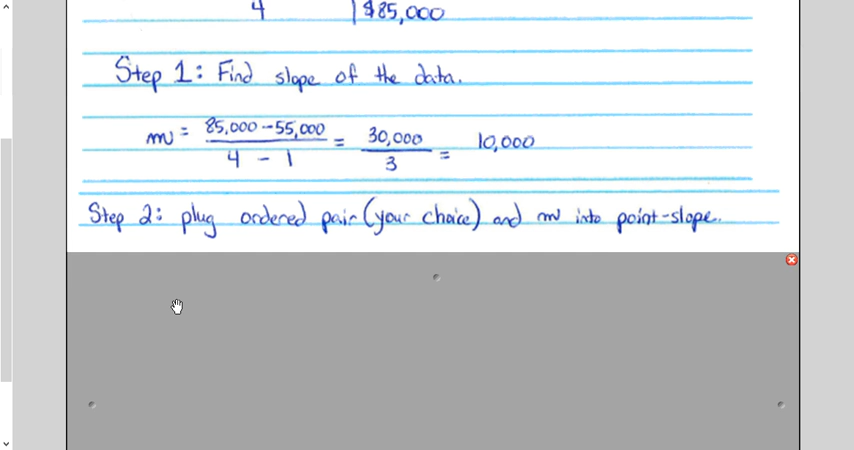 4 | $85,000
Step 1: Find slope of the data.
m = 85,000 - 55,000 / 4 - 1 = 30,000 / 3 = 10,000
Step 2: plug ordered pair (your choice) and m into point-slope.